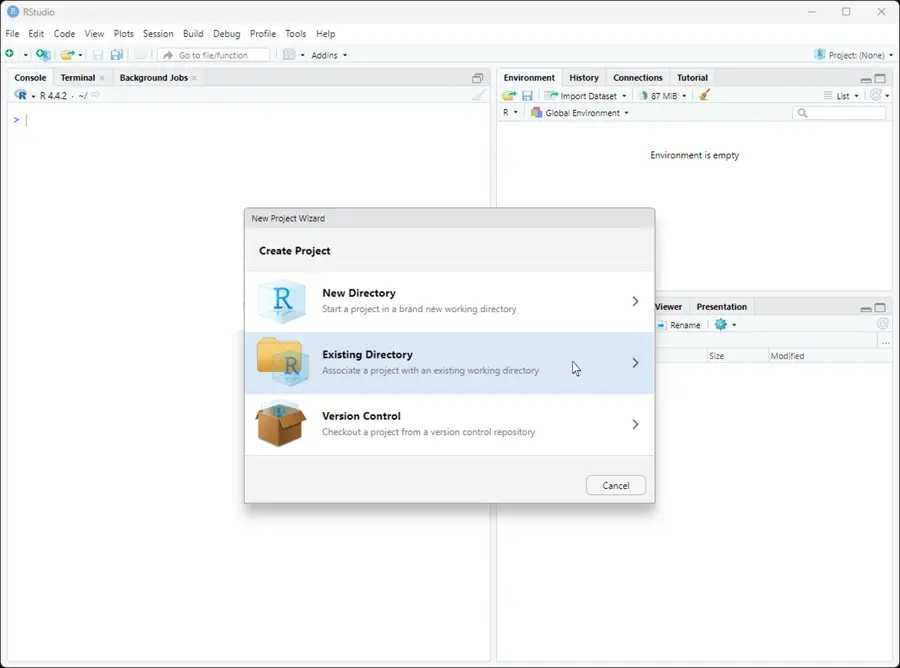 RStudio
File Edit Code View Plots Session Build Debug Profile Tools Help
Go to file/function Addins Project: (None)
Console Terminal Background Jobs
R 4.4.2 · ~/
>
Environment History Connections Tutorial
Import Dataset 87 MiB List
R Global Environment
Environment is empty
New Project Wizard
Create Project
R
New Directory
Start a project in a brand new working directory
R
Existing Directory
Associate a project with an existing working directory
Version Control
Checkout a project from a version control repository
Cancel
Viewer Presentation
Rename
...
Size Modified